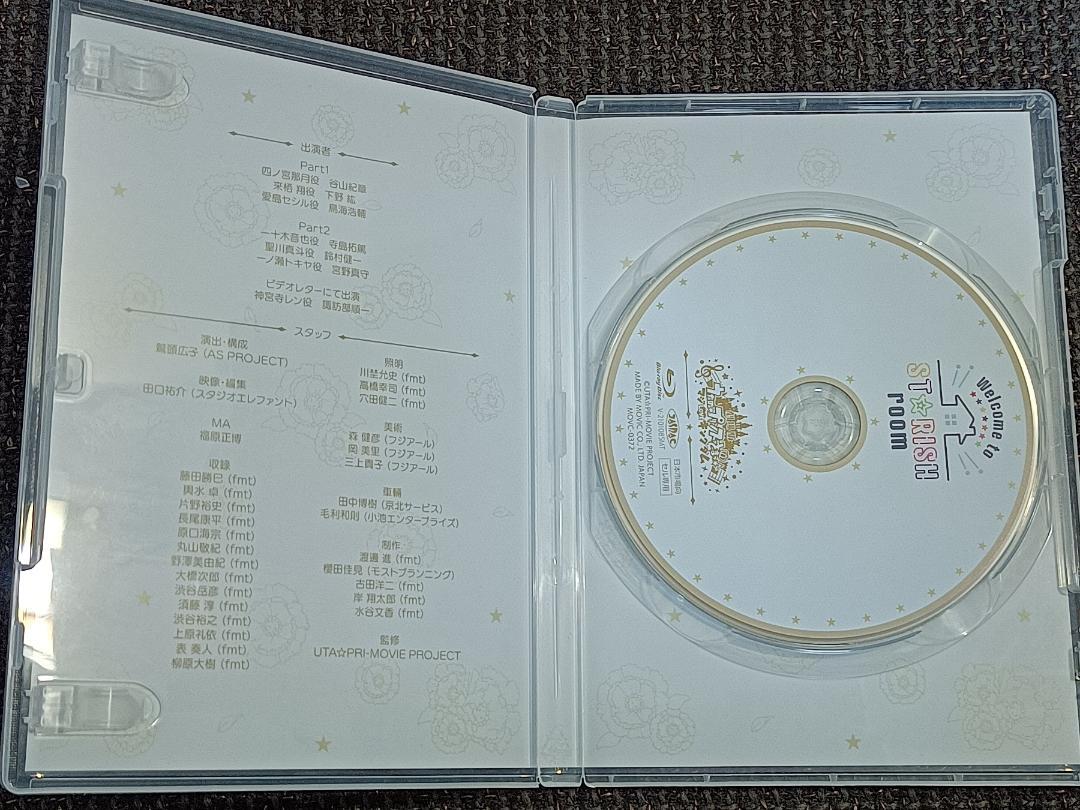 出演者
Part1
四ノ宮那月役 谷山紀章
来栖 翔役 下野 紘
愛島セシル役 鳥海浩輔
Part2
一十木音也役 寺島拓篤
聖川真斗役 鈴村健一
一ノ瀬トキヤ役 宮野真守
ビデオレターにて出演
神宮寺レン役 諏訪部順一
スタッフ
演出・構成
鷲頭広子（AS PROJECT）
映像・編集
田口祐介（スタジオエレファント）
MA
福原正博
収録
藤田勝巳（fmt）
輿水 卓（fmt）
片野裕史（fmt）
長尾康平（fmt）
原口海宗（fmt）
丸山敬紀（fmt）
野澤美由紀（fmt）
大橋次郎（fmt）
渋谷岳彦（fmt）
須藤 淳（fmt）
渋谷裕之（fmt）
上原礼依（fmt）
表 奏人（fmt）
柳原大樹（fmt）
照明
川埜允史（fmt）
高橋幸司（fmt）
穴田健二（fmt）
美術
森 健彦（フジアール）
岡 美里（フジアール）
三上貴子（フジアール）
車輛
田中博樹（京北サービス）
毛利和則（小池エンタープライズ）
制作
渡邉 進（fmt）
櫻田佳見（モストプランニング）
古田洋二（fmt）
岸 翔太郎（fmt）
水谷文香（fmt）
監修
UTA☆PRI-MOVIE PROJECT
Welcome to
ST☆RISH
room
Blu-ray Disc
V-2101085MT
日本市場向
セル専用
©UTA☆PRI-MOVIE PROJECT
MADE BY MOVIC CO., LTD. JAPAN
MOVC-0372